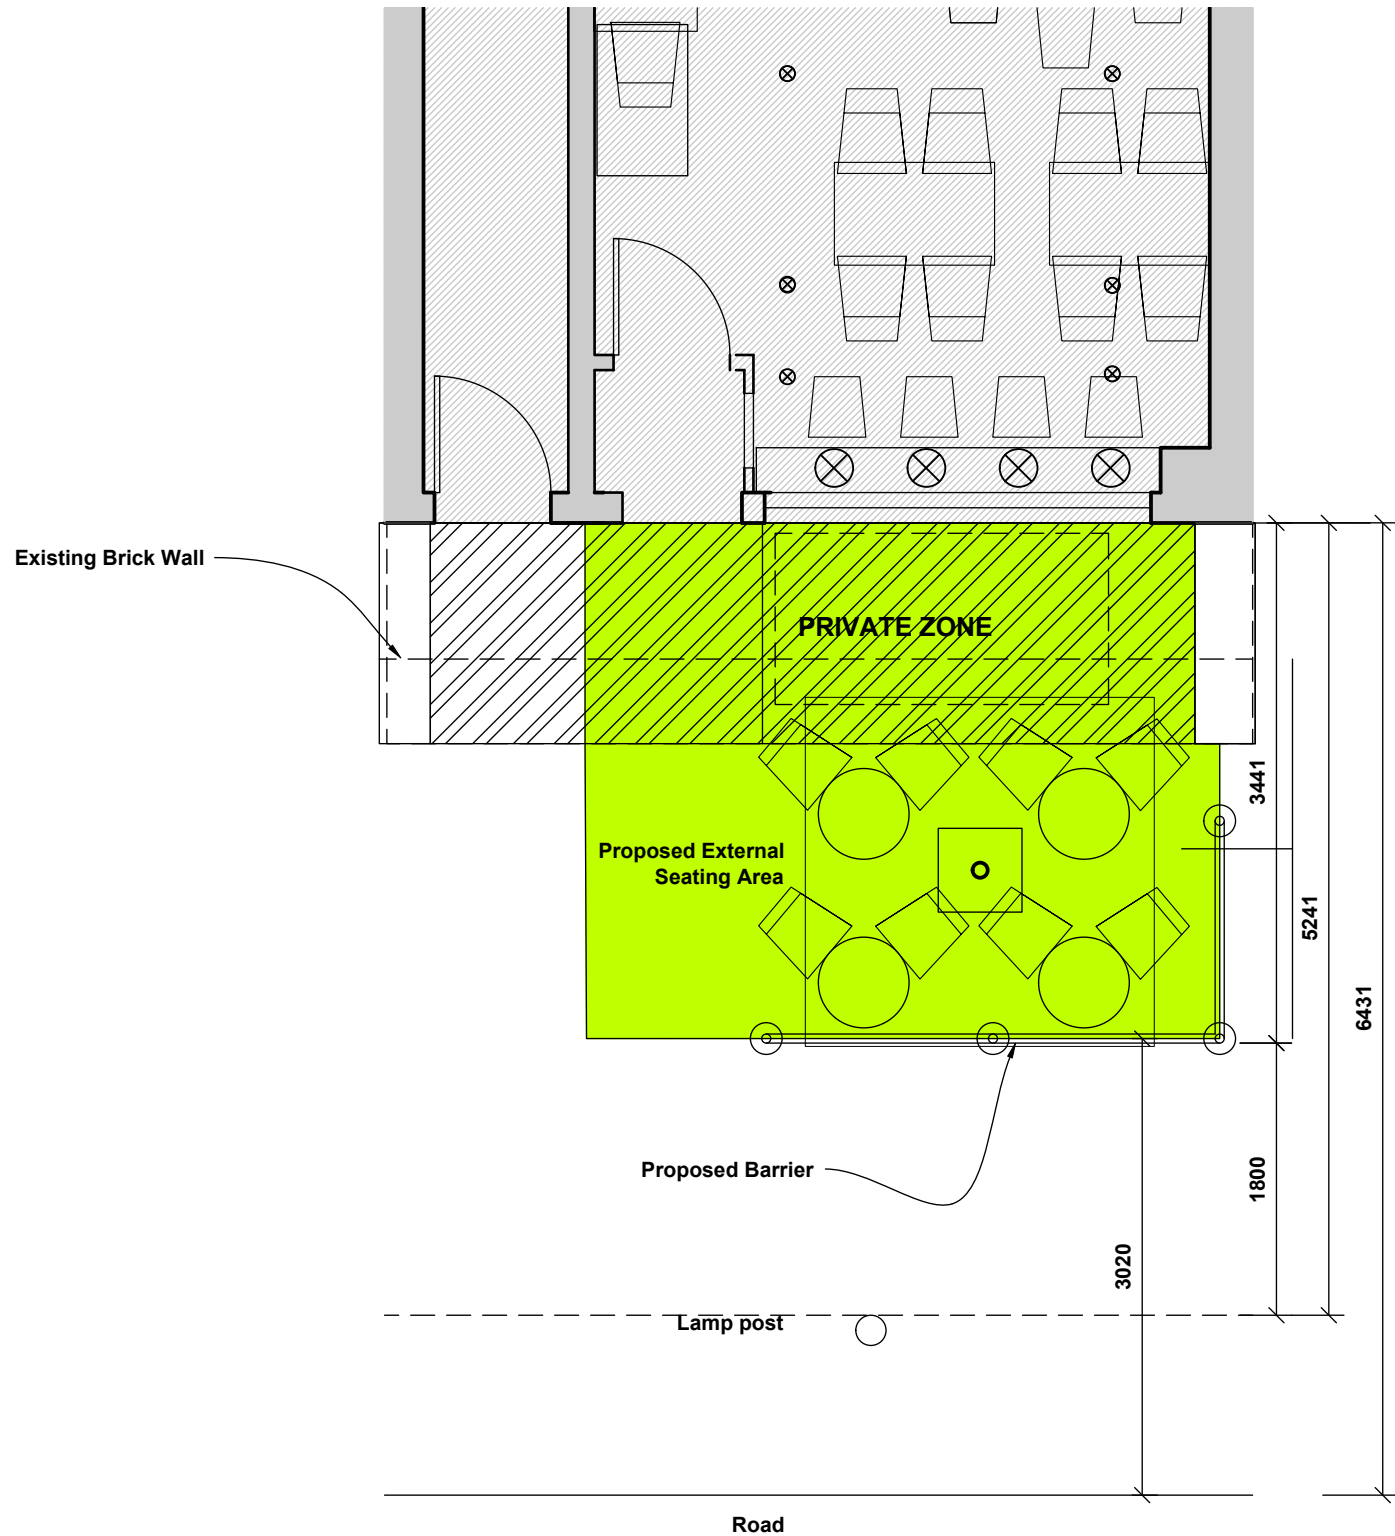 Existing Brick Wall
PRIVATE ZONE
3441
Proposed External
Seating Area
5241
6431
Proposed Barrier
1800
3020
Lamp post
Road